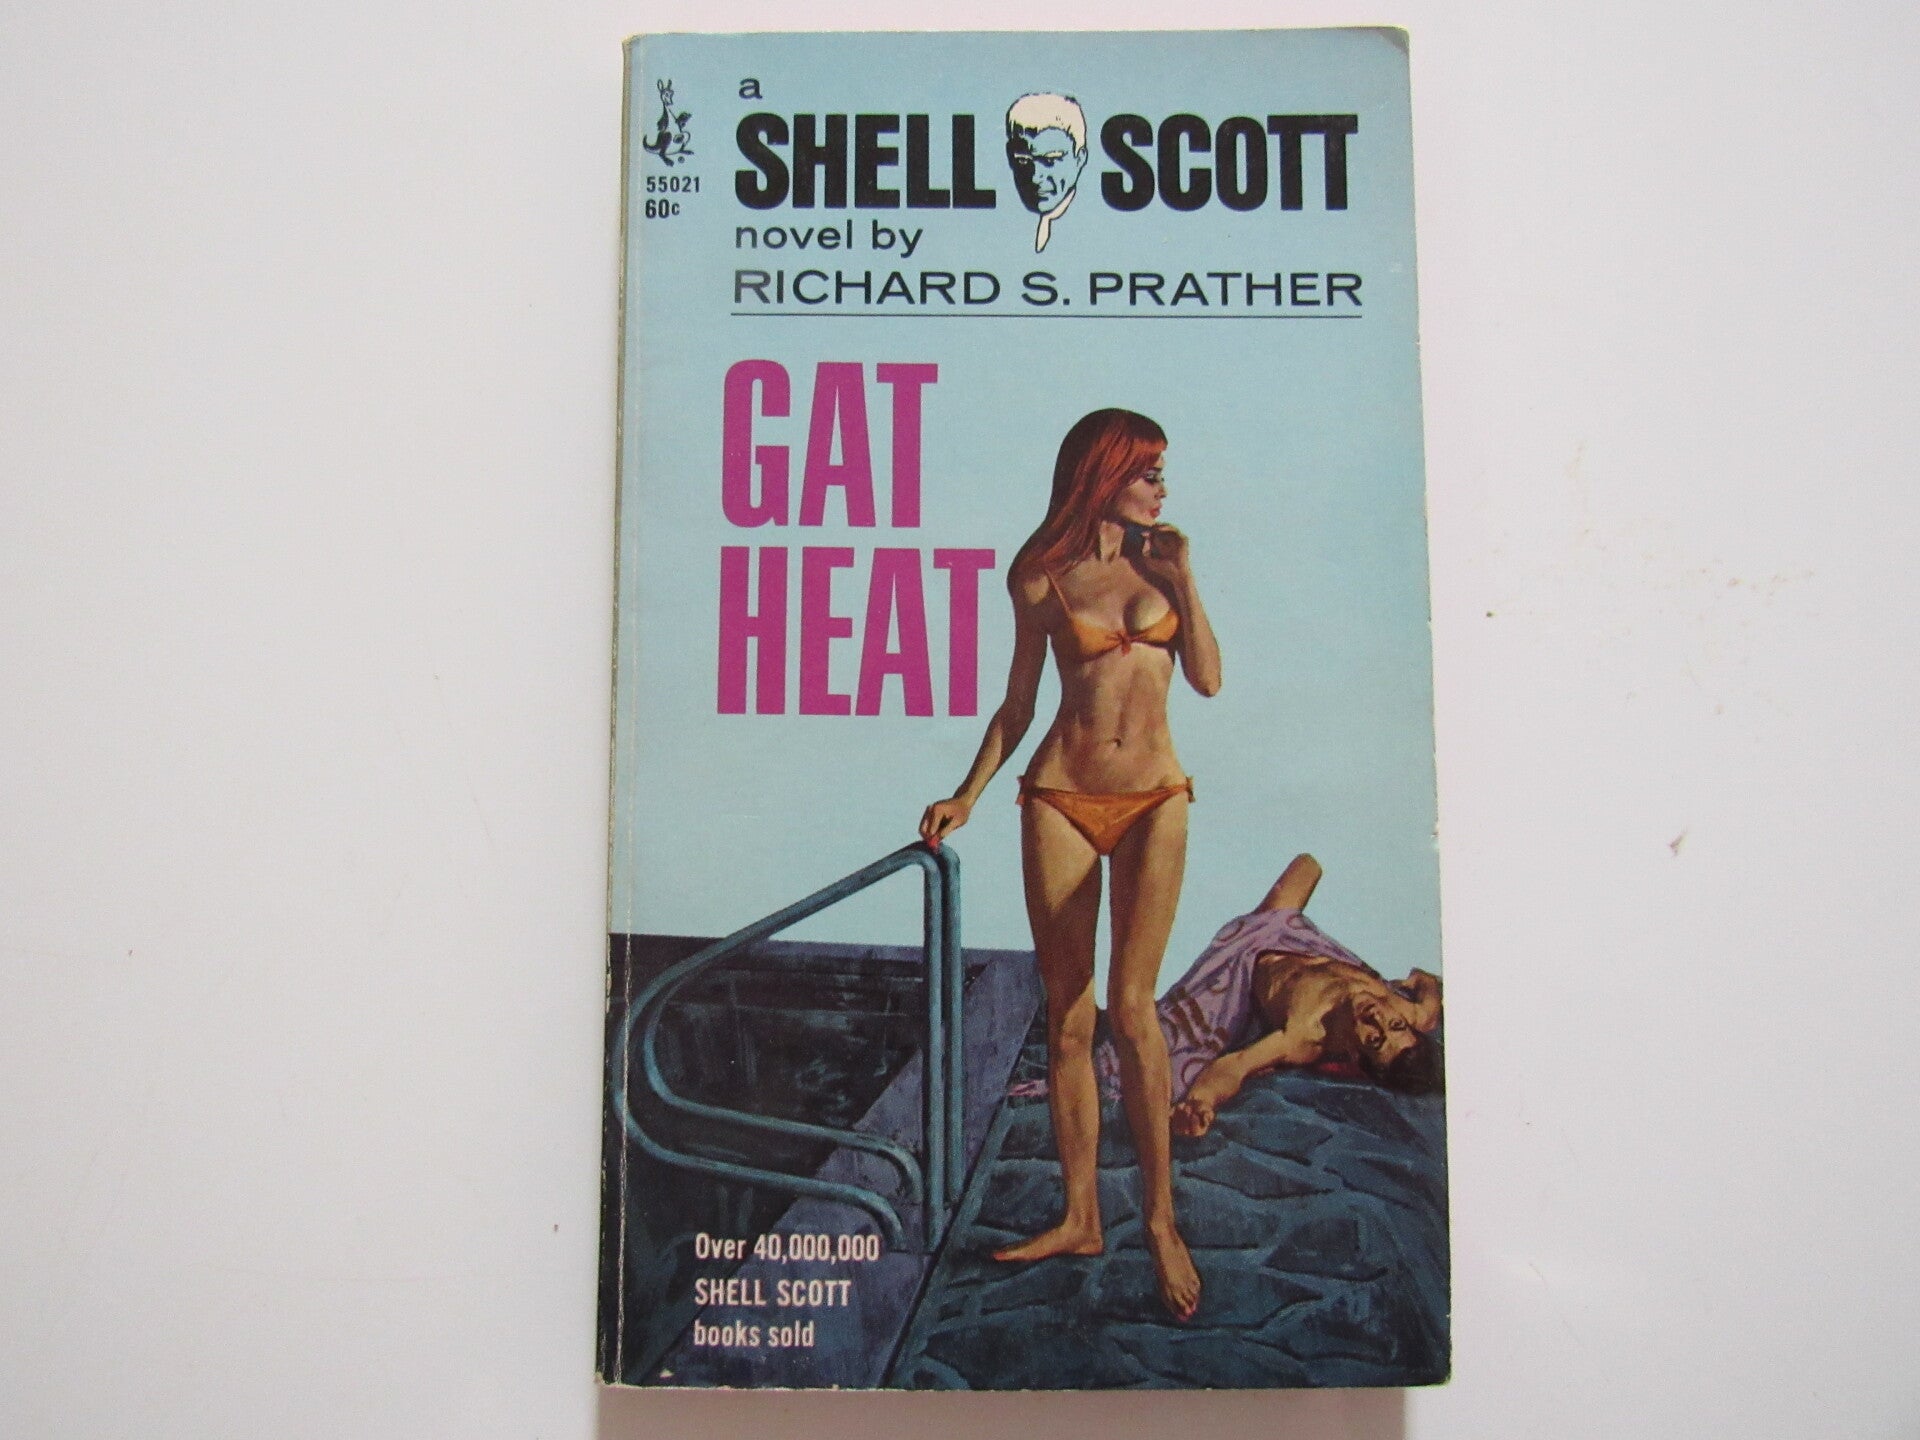 a
SHELL SCOTT
55021
60c
novel by
RICHARD S. PRATHER
GAT
HEAT
Over 40,000,000
SHELL SCOTT
books sold